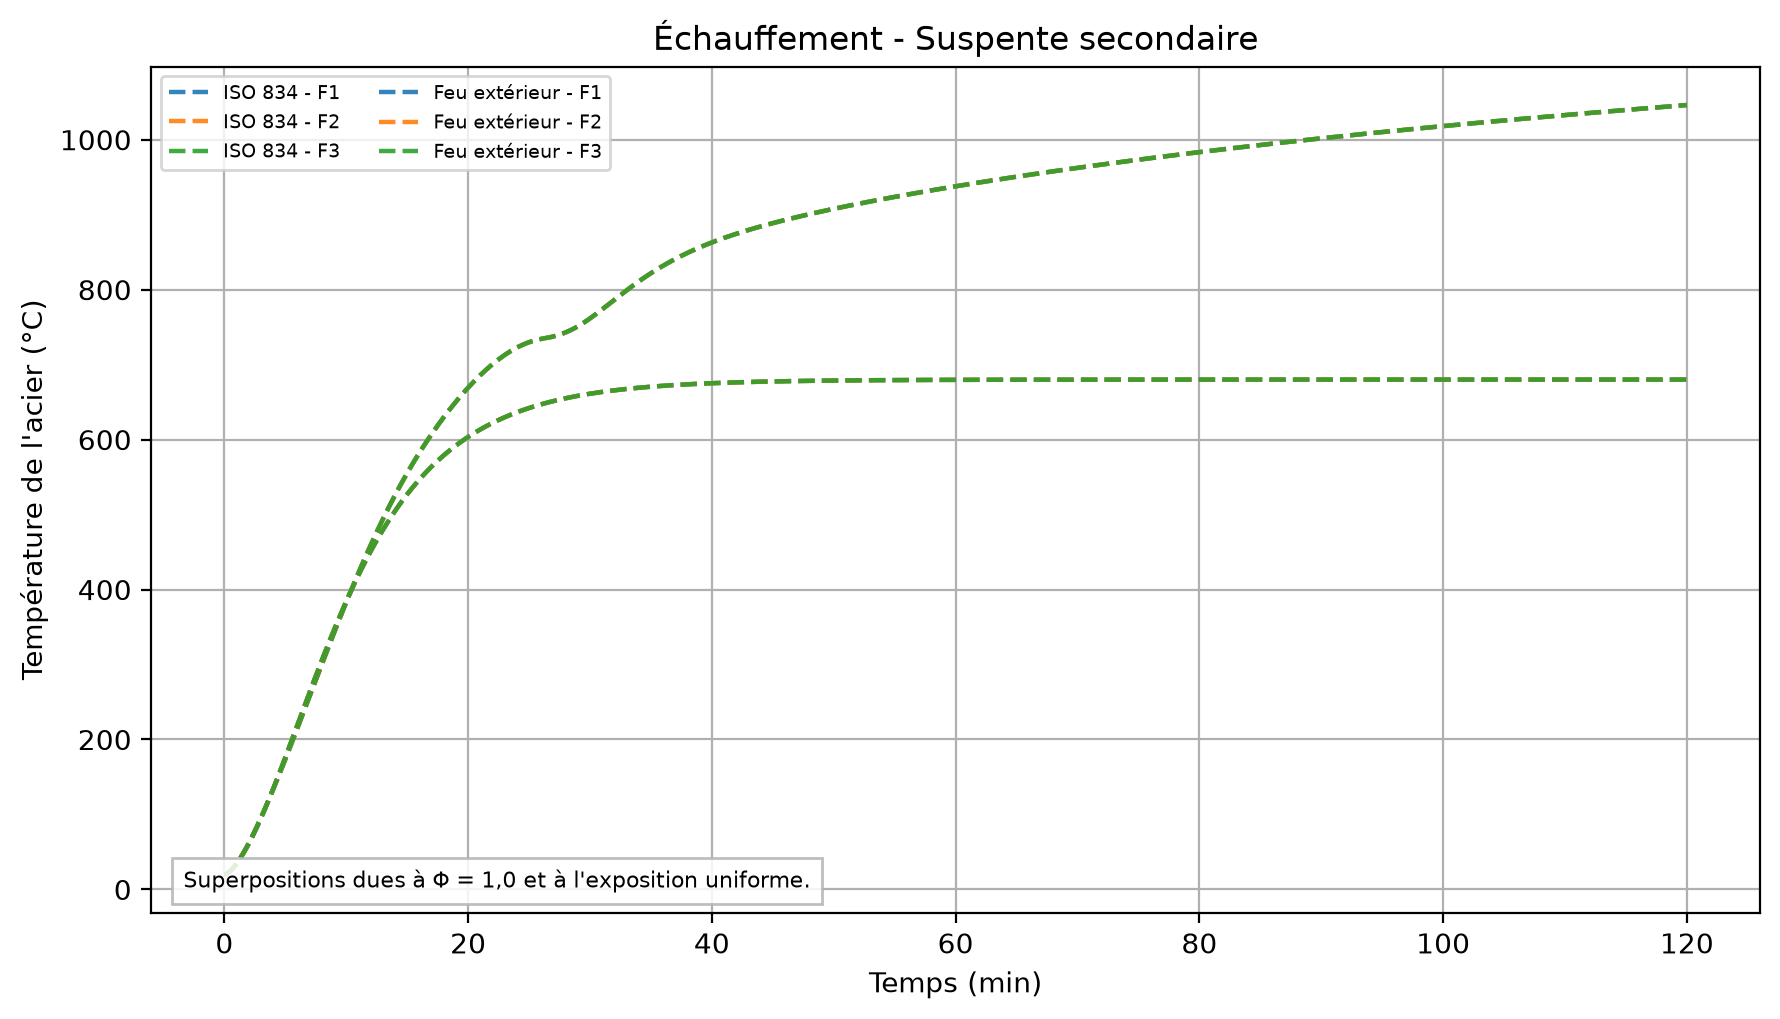 Échauffement - Suspente secondaire
ISO 834 - F1
ISO 834 - F2
ISO 834 - F3
Feu extérieur - F1
Feu extérieur - F2
Feu extérieur - F3
Température de l'acier (°C)
1000
800
600
400
200
0
Superpositions dues à Φ = 1,0 et à l'exposition uniforme.
0 20 40 60 80 100 120
Temps (min)